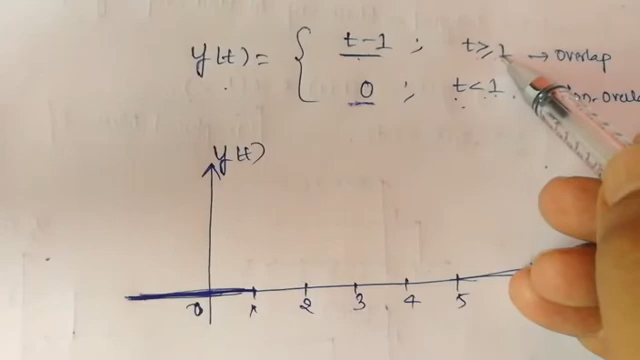 y(t) = { t-1 ; t≥1 → overlap
0 ; t<1
y(t)
0 1 2 3 4 5